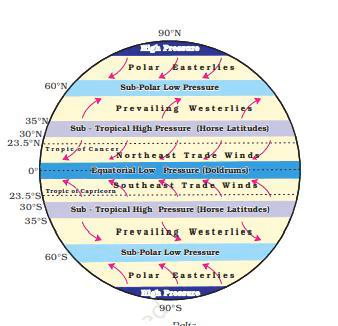 90°N
High Pressure
Polar Easterlies
60°N
Sub-Polar Low Pressure
Prevailing Westerlies
35°N
Sub - Tropical High Pressure (Horse Latitudes)
30°N
23.5°N
Tropic of Cancer
Northeast Trade Winds
0°
Equatorial Low Pressure (Doldrums)
Southeast Trade Winds
Tropic of Capricorn
23.5°S
30°S
Sub - Tropical High Pressure (Horse Latitudes)
35°S
Prevailing Westerlies
Sub-Polar Low Pressure
60°S
Polar Easterlies
High Pressure
90°S